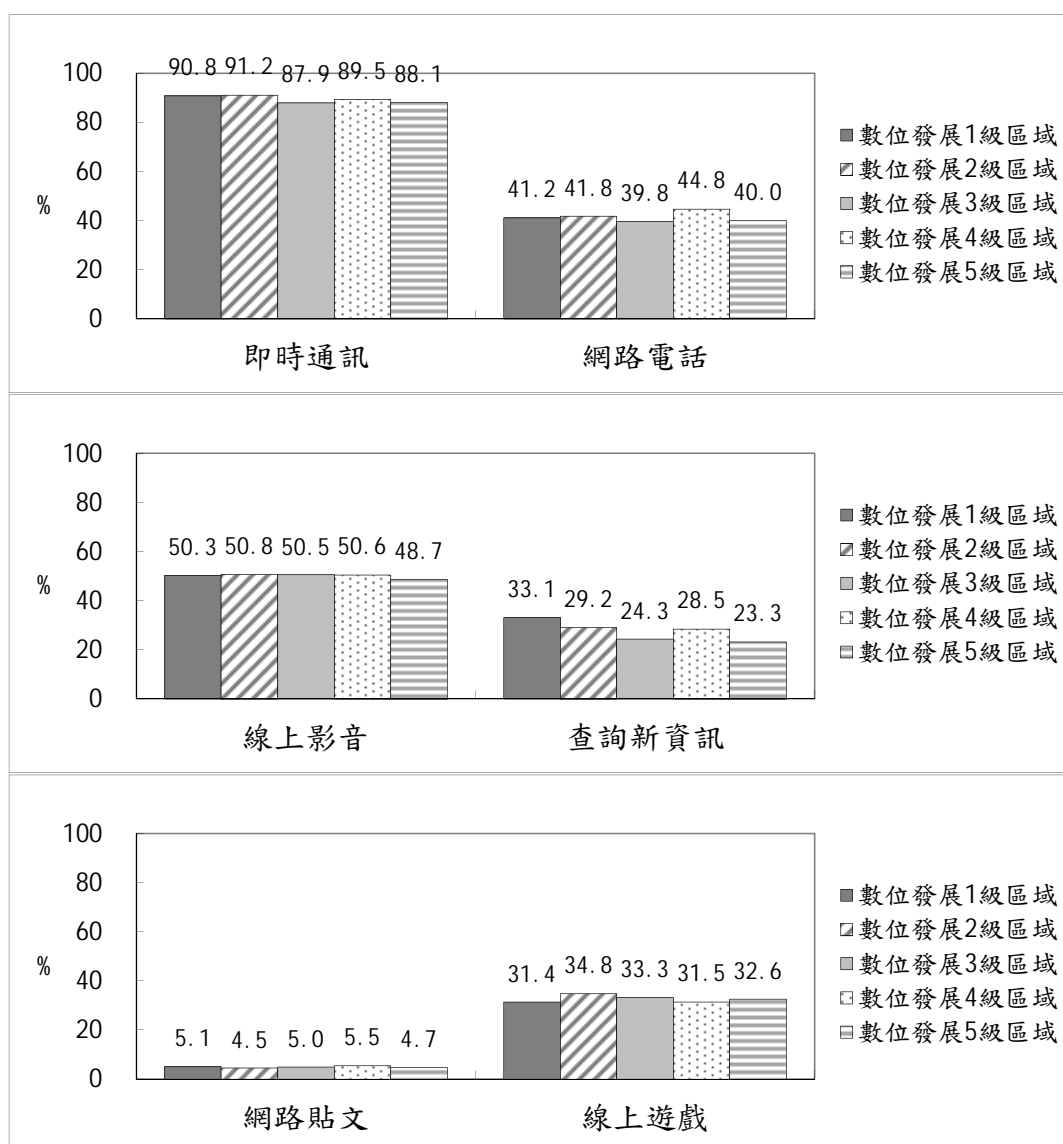 100
90.8 91.2 87.9 89.5 88.1
80
60
%
41.2 41.8 39.8 44.8 40.0
40
20
0
即時通訊 網路電話
數位發展1級區域
數位發展2級區域
數位發展3級區域
數位發展4級區域
數位發展5級區域
100
80
60
50.3 50.8 50.5 50.6 48.7
%
33.1 29.2 24.3 28.5 23.3
40
20
0
線上影音 查詢新資訊
數位發展1級區域
數位發展2級區域
數位發展3級區域
數位發展4級區域
數位發展5級區域
100
80
60
%
40
31.4 34.8 33.3 31.5 32.6
20
5.1 4.5 5.0 5.5 4.7
0
網路貼文 線上遊戲
數位發展1級區域
數位發展2級區域
數位發展3級區域
數位發展4級區域
數位發展5級區域